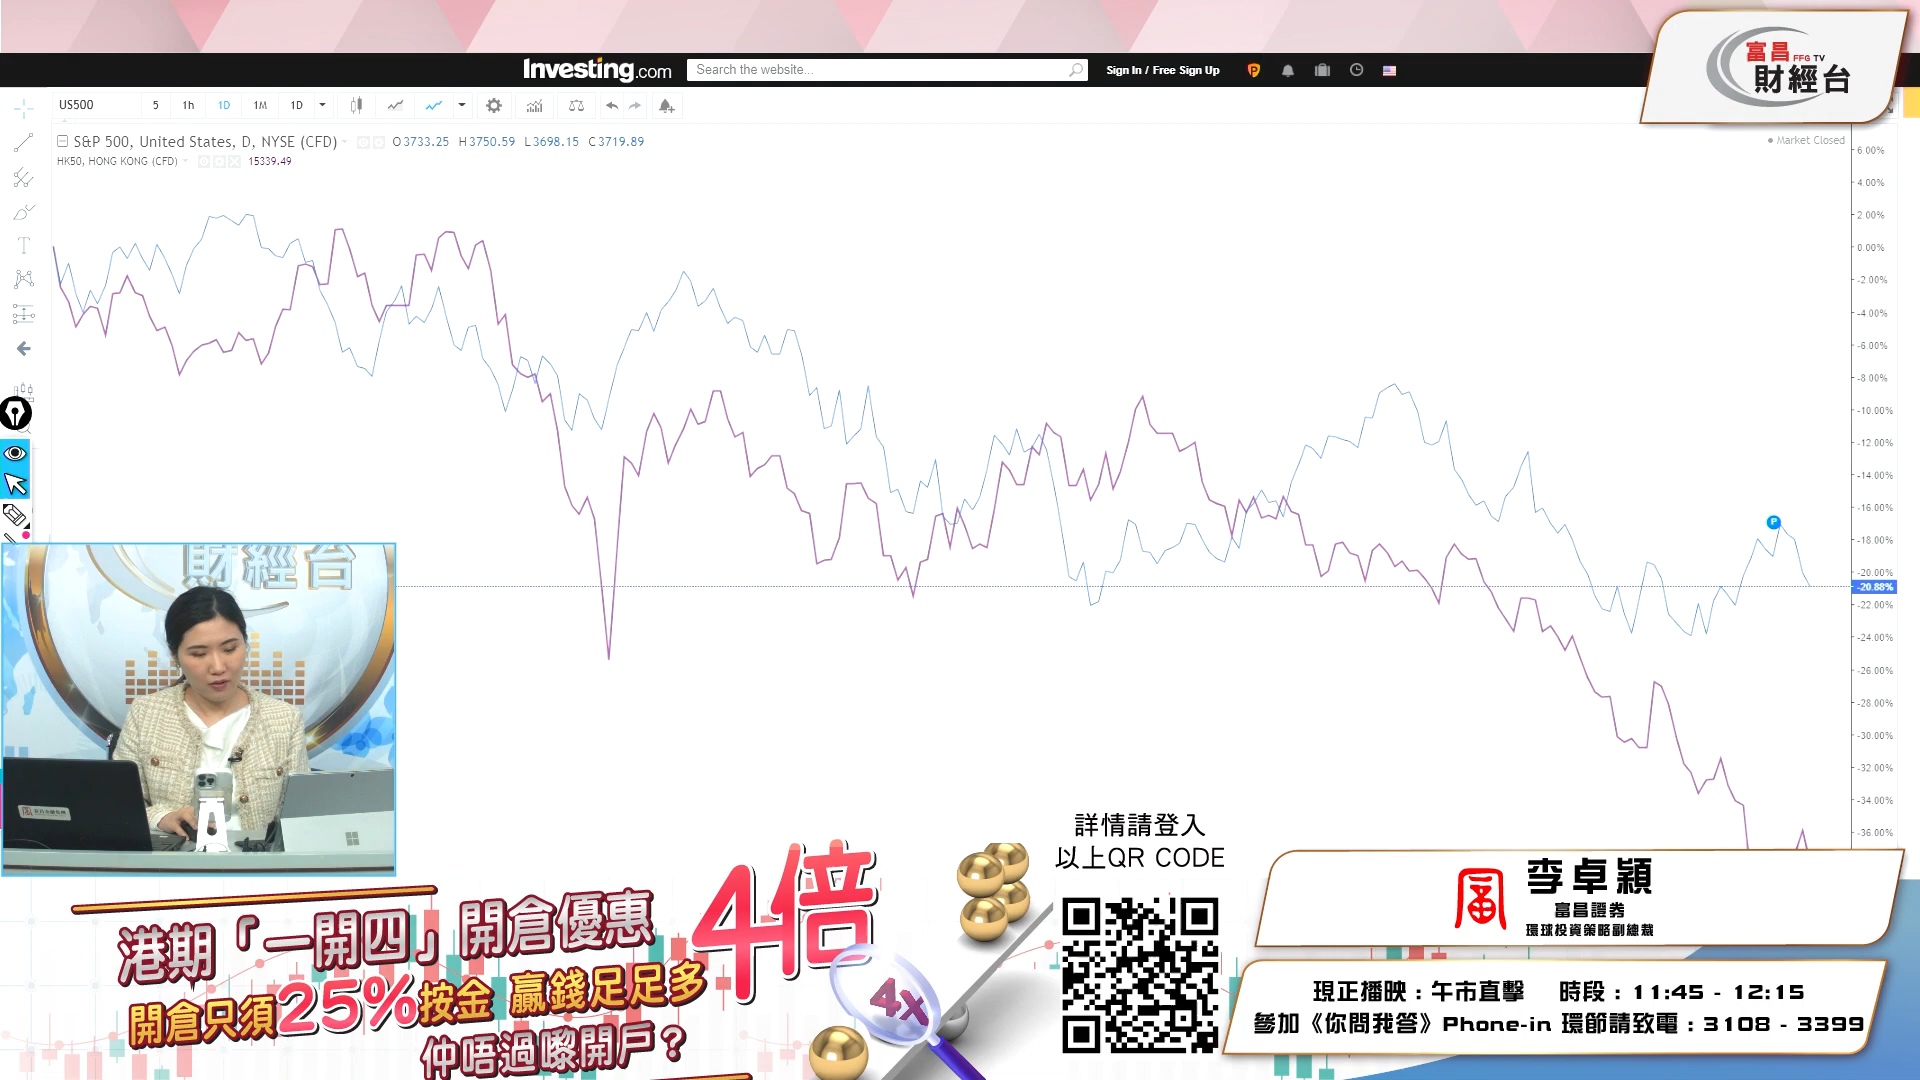 Investing.com
Search the website...
Sign In / Free Sign Up
富昌
FFG TV
財經台
US500
5
1h
1D
1M
1D
S&P 500, United States, D, NYSE (CFD)
O3733.25 H3750.59 L3698.15 C3719.89
HK50, HONG KONG (CFD)
15339.49
Market Closed
6.00%
4.00%
2.00%
0.00%
-2.00%
-4.00%
-6.00%
-8.00%
-10.00%
-12.00%
-14.00%
-16.00%
-18.00%
-20.00%
-20.88%
-22.00%
-24.00%
-26.00%
-28.00%
-30.00%
-32.00%
-34.00%
-36.00%
P
財經台
詳情請登入
以上QR CODE
港期「一開四」開倉優惠 4倍
開倉只須25%按金 贏錢足足多
仲唔過嚟開戶？
4x
李卓穎
富昌證券
環球投資策略副總裁
現正播映：午市直擊 時段：11:45 - 12:15
參加《你問我答》Phone-in 環節請致電：3108 - 3399